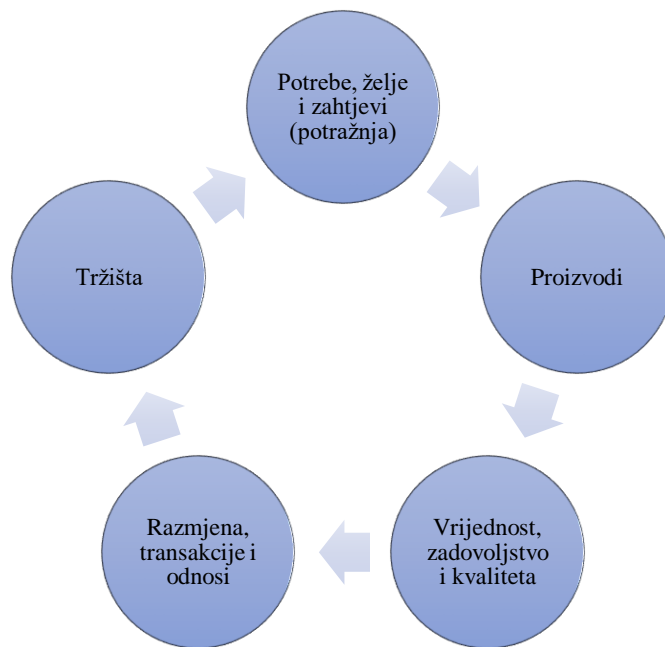 Potrebe, želje
i zahtjevi
(potražnja)
Proizvodi
Vrijednost,
zadovoljstvo
i kvaliteta
Razmjena,
transakcije i
odnosi
Tržišta